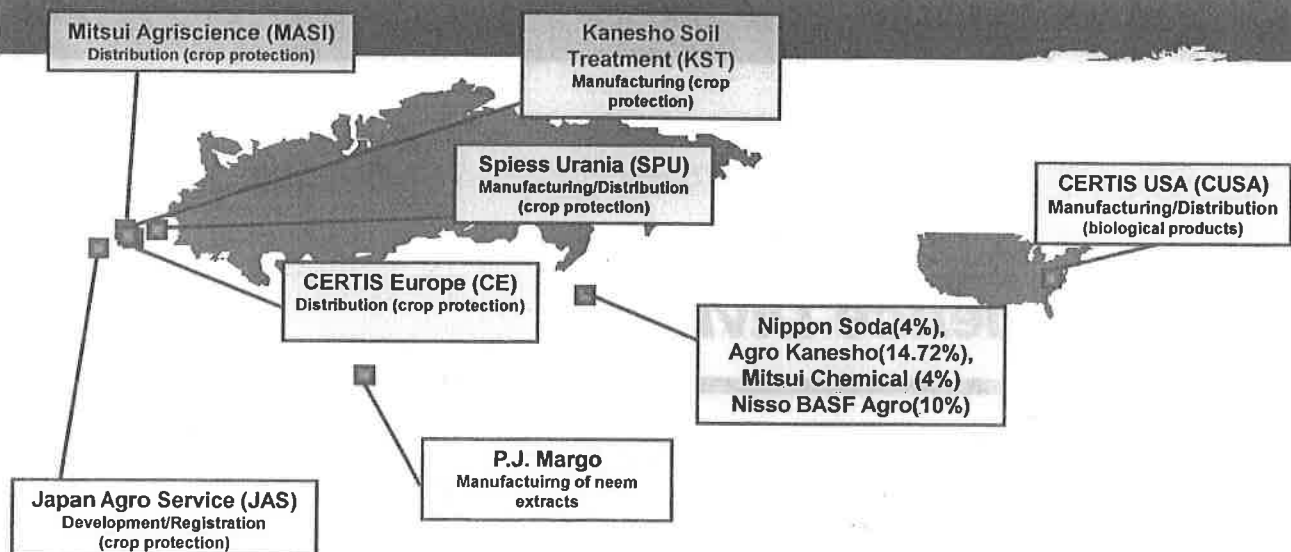 Mitsui Agriscience (MASI)
Distribution (crop protection)
Kanesho Soil
Treatment (KST)
Manufacturing (crop
protection)
Spiess Urania (SPU)
Manufacturing/Distribution
(crop protection)
CERTIS USA (CUSA)
Manufacturing/Distribution
(biological products)
CERTIS Europe (CE)
Distribution (crop protection)
Nippon Soda(4%),
Agro Kanesho(14.72%),
Mitsui Chemical (4%)
Nisso BASF Agro(10%)
P.J. Margo
Manufactuirng of neem
extracts
Japan Agro Service (JAS)
Development/Registration
(crop protection)